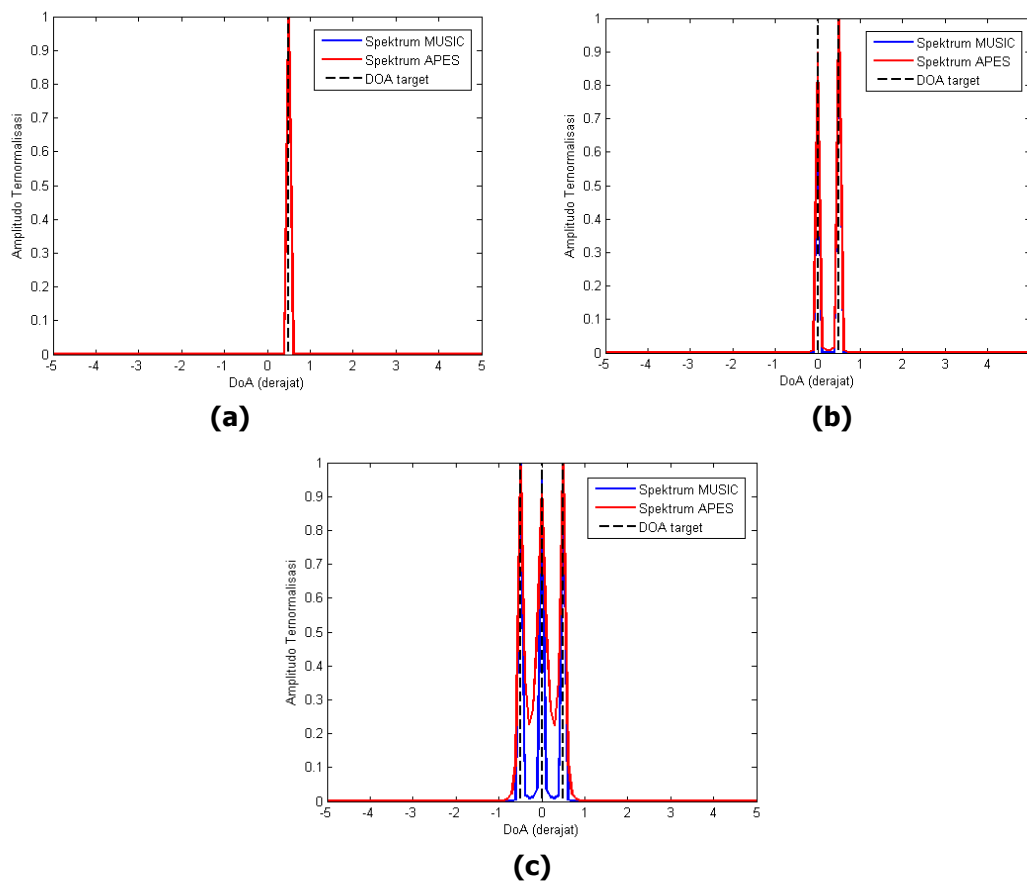 1
0.9
0.8
0.7
0.6
0.5
0.4
0.3
0.2
0.1
0
Amplitudo Ternormalisasi
Spektrum MUSIC
Spektrum APES
DOA target
-5 -4 -3 -2 -1 0 1 2 3 4 5
DoA (derajat)
(a)
1
0.9
0.8
0.7
0.6
0.5
0.4
0.3
0.2
0.1
0
Amplitudo Ternormalisasi
Spektrum MUSIC
Spektrum APES
DOA target
-5 -4 -3 -2 -1 0 1 2 3 4
DoA (derajat)
(b)
1
0.9
0.8
0.7
0.6
0.5
0.4
0.3
0.2
0.1
0
Amplitudo Ternormalisasi
Spektrum MUSIC
Spektrum APES
DOA target
-5 -4 -3 -2 -1 0 1 2 3 4 5
DoA (derajat)
(c)